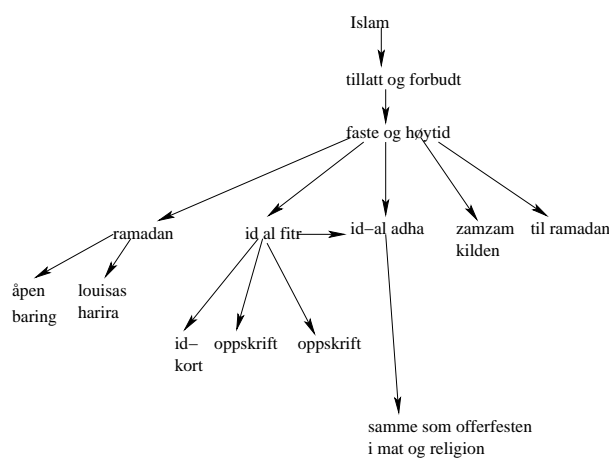 Islam
tillatt og forbudt
faste og høytid
ramadan
id al fitr
id-al adha
zamzam
kilden
til ramadan
åpen
baring
louisas
harira
id-
kort
oppskrift
oppskrift
samme som offerfesten
i mat og religion